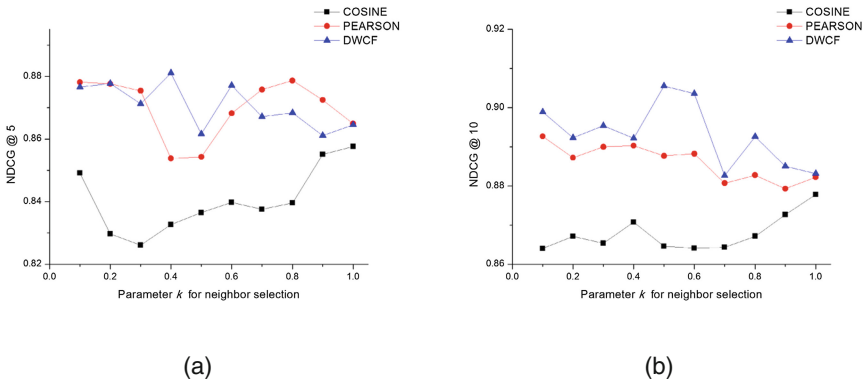 COSINE
PEARSON
DWCF
0.88
0.86
0.84
0.82
NDCG @ 5
0.0 0.2 0.4 0.6 0.8 1.0
Parameter k for neighbor selection
(a)
COSINE
PEARSON
DWCF
0.92
0.90
0.88
0.86
NDCG @ 10
0.0 0.2 0.4 0.6 0.8 1.0
Parameter k for neighbor selection
(b)